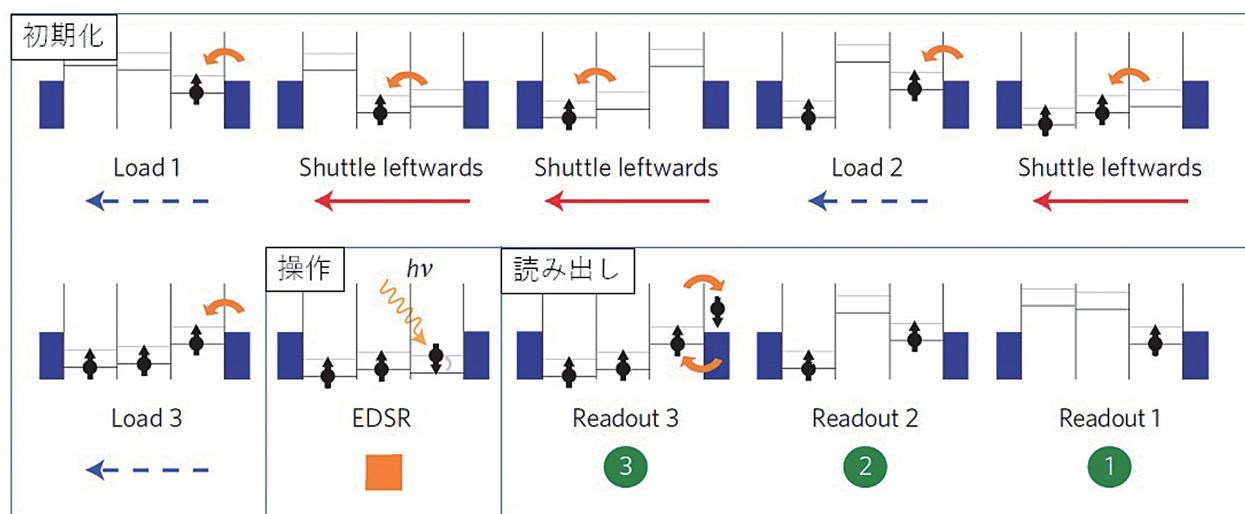 初期化
Load 1
Shuttle leftwards
Shuttle leftwards
Load 2
Shuttle leftwards
操作
読み出し
hν
Load 3
EDSR
Readout 3
Readout 2
Readout 1
3
2
1